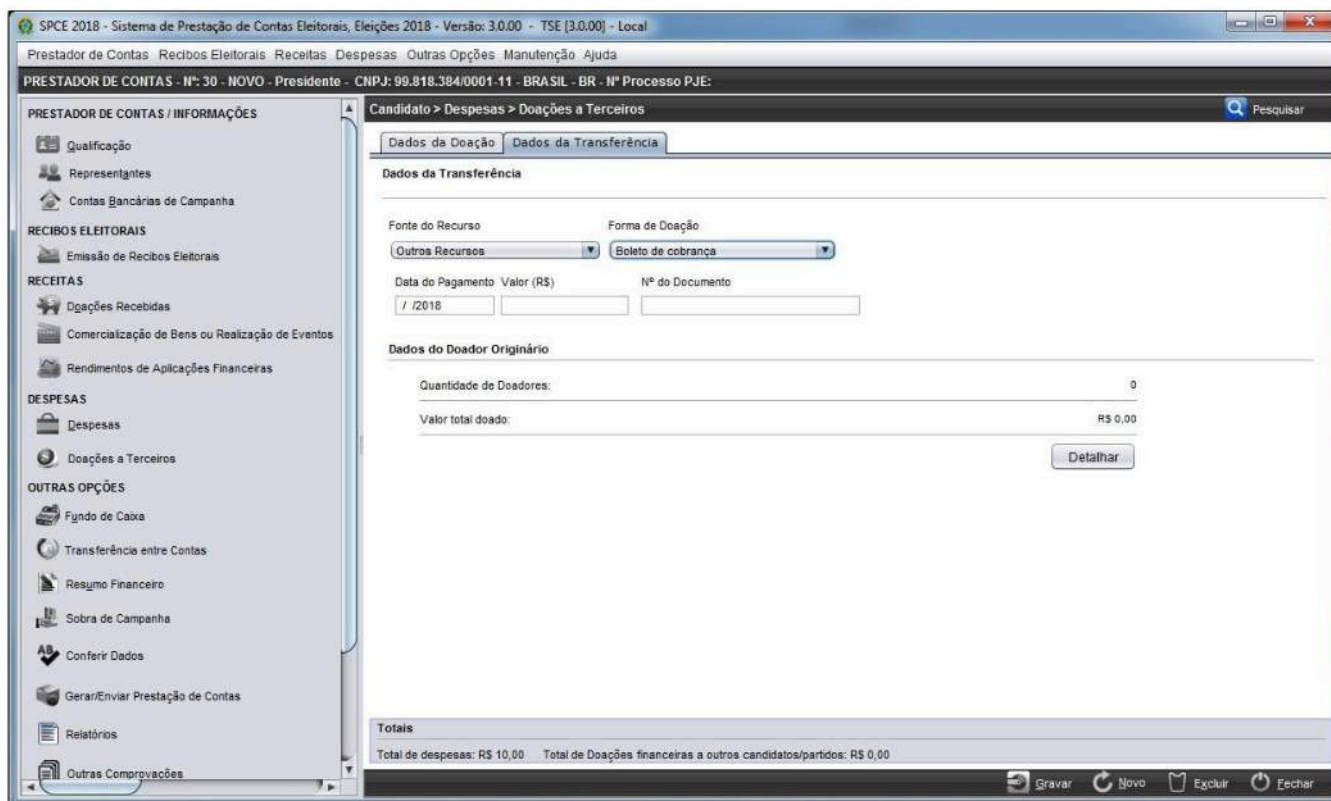 SPCE 2018 - Sistema de Prestação de Contas Eleitorais, Eleições 2018 - Versão: 3.0.00 - TSE [3.0.00] - Local
Prestador de Contas Recibos Eleitorais Receitas Despesas Outras Opções Manutenção Ajuda
PRESTADOR DE CONTAS - Nº: 30 - NOVO - Presidente - CNPJ: 99.818.384/0001-11 - BRASIL - BR - Nº Processo PJE:
PRESTADOR DE CONTAS / INFORMAÇÕES
Qualificação
Representantes
Contas Bancárias de Campanha
RECIBOS ELEITORAIS
Emissão de Recibos Eleitorais
RECEITAS
Doações Recebidas
Comercialização de Bens ou Realização de Eventos
Rendimentos de Aplicações Financeiras
DESPESAS
Despesas
Doações a Terceiros
OUTRAS OPÇÕES
Fundo de Caixa
Transferência entre Contas
Resumo Financeiro
Sobra de Campanha
Conferir Dados
Gerar/Enviar Prestação de Contas
Relatórios
Outras Comprovações
Candidato > Despesas > Doações a Terceiros
Pesquisar
Dados da Doação Dados da Transferência
Dados da Transferência
Fonte do Recurso Forma de Doação
Outros Recursos Boleto de cobrança
Data do Pagamento Valor (R$) Nº do Documento
/ /2018
Dados do Doador Originário
Quantidade de Doadores: 0
Valor total doado: R$ 0,00
Detalhar
Totais
Total de despesas: R$ 10,00 Total de Doações financeiras a outros candidatos/partidos: R$ 0,00
Gravar Novo Excluir Fechar